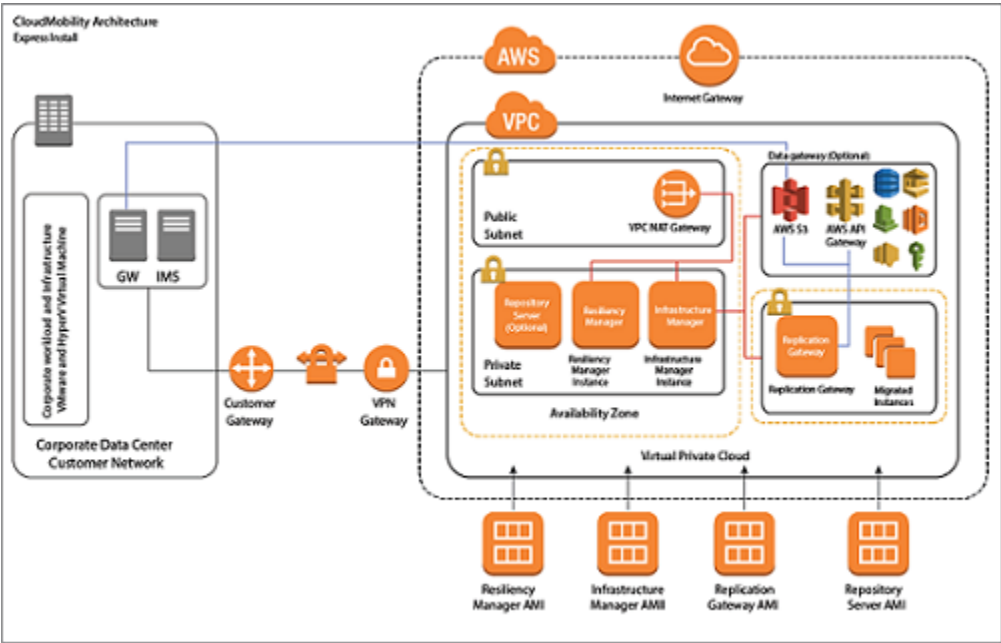 CloudMobility Architecture
Express Install
AWS
Internet Gateway
VPC
Data gateway (Optional)
Public
Subnet
VPC NAT Gateway
AWS S3
AWS API
Gateway
Corporate workload and Infrastructure
VMware and HyperV Virtual Machine
GW
IMS
Repository
Server
(Optional)
Resiliency
Manager
Infrastructure
Manager
Private
Subnet
Resiliency
Manager
Instance
Infrastructure
Manager
Instance
Replication
Gateway
Replication Gateway
Migrated
Instances
Customer
Gateway
VPN
Gateway
Availability Zone
Corporate Data Center
Customer Network
Virtual Private Cloud
Resiliency
Manager AMI
Infrastructure
Manager AMII
Replication
Gateway AMI
Repository
Server AMI